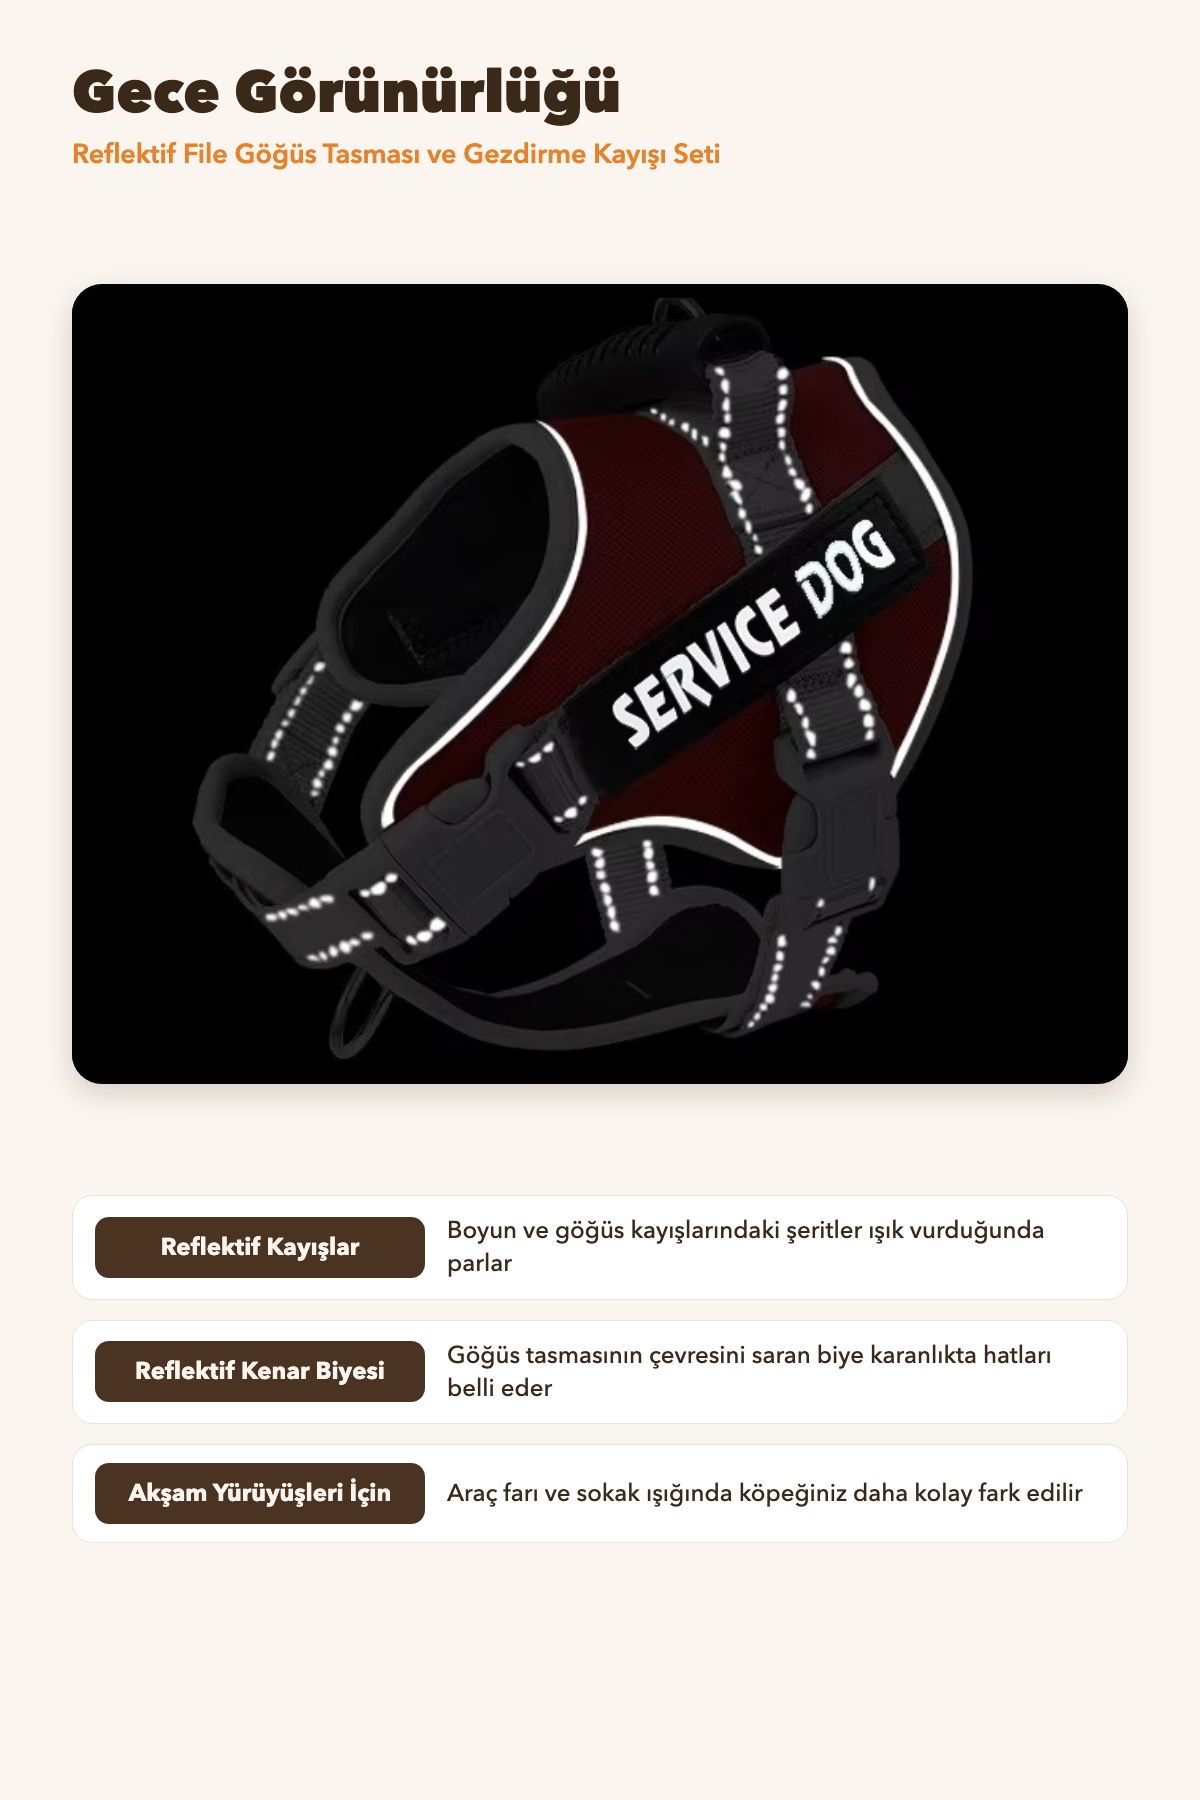 Gece Görünürlüğü
Reflektif File Göğüs Tasması ve Gezdirme Kayışı Seti
SERVICE DOG
Reflektif Kayışlar
Boyun ve göğüs kayışlarındaki şeritler ışık vurduğunda
parlar
Reflektif Kenar Biyesi
Göğüs tasmasının çevresini saran biye karanlıkta hatları
belli eder
Akşam Yürüyüşleri İçin
Araç farı ve sokak ışığında köpeğiniz daha kolay fark edilir